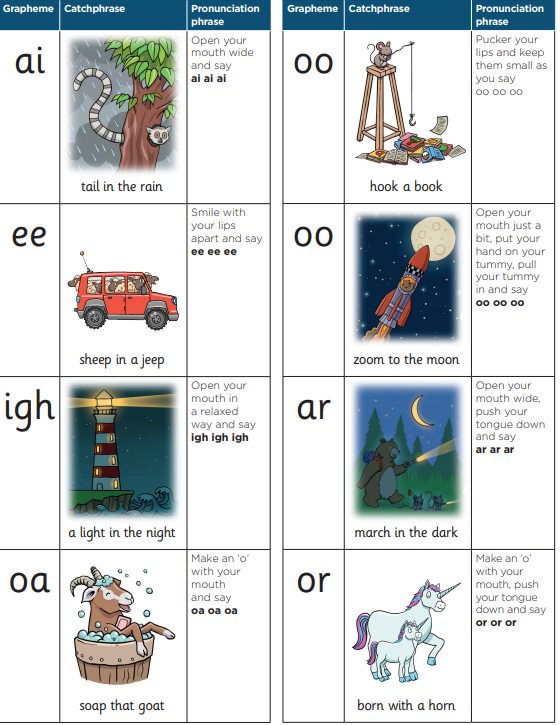 Grapheme Catchphrase Pronunciation
phrase
ai
tail in the rain
Open your
mouth wide
and say
ai ai ai
ee
sheep in a jeep
Smile with
your lips
apart and say
ee ee ee
igh
a light in the night
Open your
mouth in
a relaxed
way and say
igh igh igh
oa
soap that goat
Make an ‘o’
with your
mouth
and say
oa oa oa
Grapheme Catchphrase Pronunciation
phrase
oo
hook a book
Pucker your
lips and keep
them small as
you say
oo oo oo
oo
zoom to the moon
Open your
mouth just a
bit, put your
hand on your
tummy, pull
your tummy
in and say
oo oo oo
ar
march in the dark
Open your
mouth wide,
push your
tongue down
and say
ar ar ar
or
born with a horn
Make an ‘o’
with your
mouth, push
your tongue
down and say
or or or